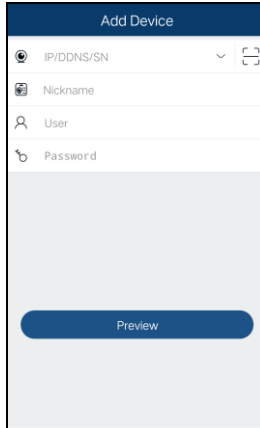 Add Device
IP/DDNS/SN
Nickname
User
Password
Preview